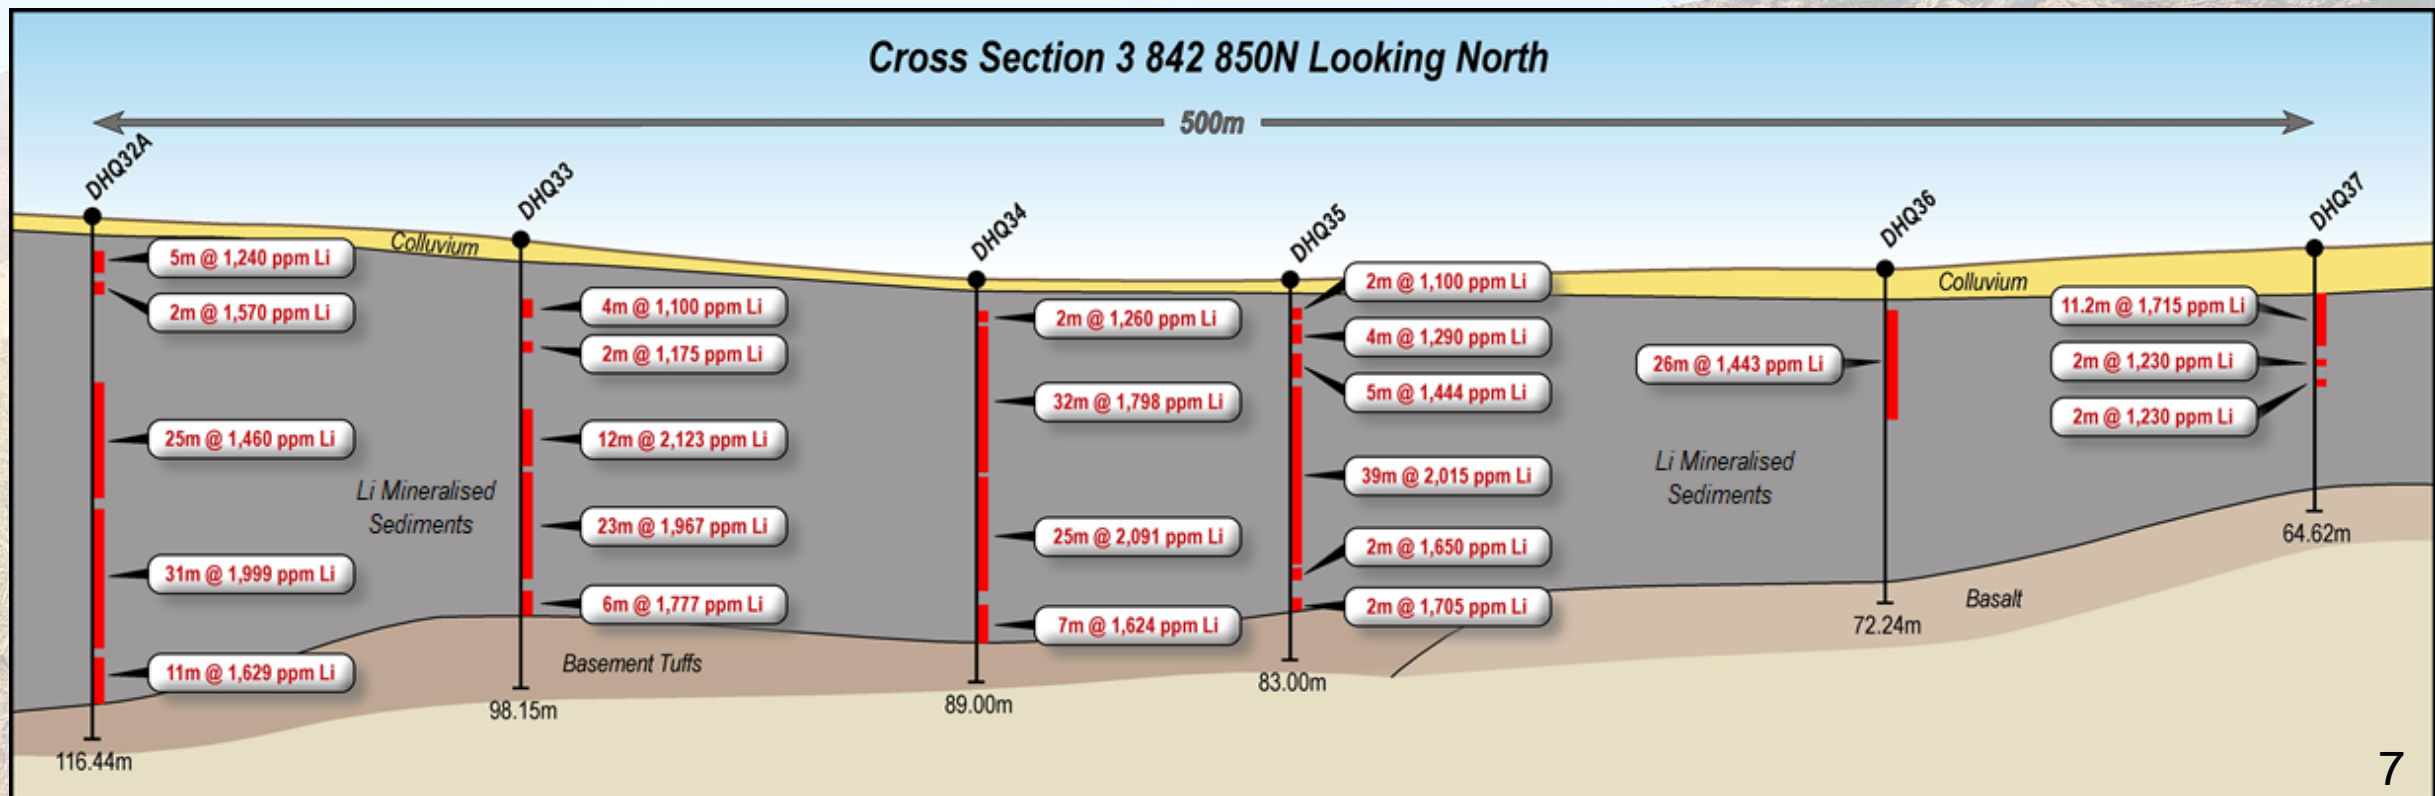 Cross Section 3 842 850N Looking North
500m
DHQ32A
DHQ33
DHQ34
DHQ35
DHQ36
DHQ37
Colluvium
Colluvium
5m @ 1,240 ppm Li
2m @ 1,570 ppm Li
25m @ 1,460 ppm Li
31m @ 1,999 ppm Li
11m @ 1,629 ppm Li
116.44m
Li Mineralised
Sediments
4m @ 1,100 ppm Li
2m @ 1,175 ppm Li
12m @ 2,123 ppm Li
23m @ 1,967 ppm Li
6m @ 1,777 ppm Li
Basement Tuffs
98.15m
2m @ 1,260 ppm Li
32m @ 1,798 ppm Li
25m @ 2,091 ppm Li
7m @ 1,624 ppm Li
89.00m
2m @ 1,100 ppm Li
4m @ 1,290 ppm Li
5m @ 1,444 ppm Li
39m @ 2,015 ppm Li
2m @ 1,650 ppm Li
2m @ 1,705 ppm Li
83.00m
26m @ 1,443 ppm Li
Li Mineralised
Sediments
72.24m
Basalt
11.2m @ 1,715 ppm Li
2m @ 1,230 ppm Li
2m @ 1,230 ppm Li
64.62m
7